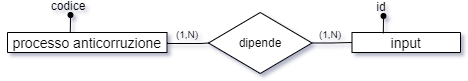 codice
id
processo anticorruzione
(1,N)
dipende
(1,N)
input